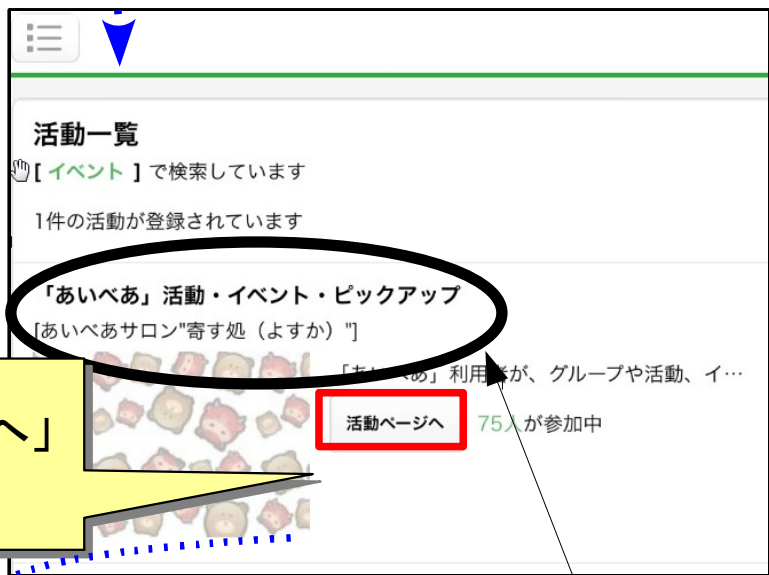 活動一覧
[ イベント ] で検索しています
1件の活動が登録されています
「あいべあ」活動・イベント・ピックアップ
[あいべあサロン"寄す処（よすか）"]
「あいべあ」利用者が、グループや活動、イ…
へ」
活動ページへ 75人が参加中